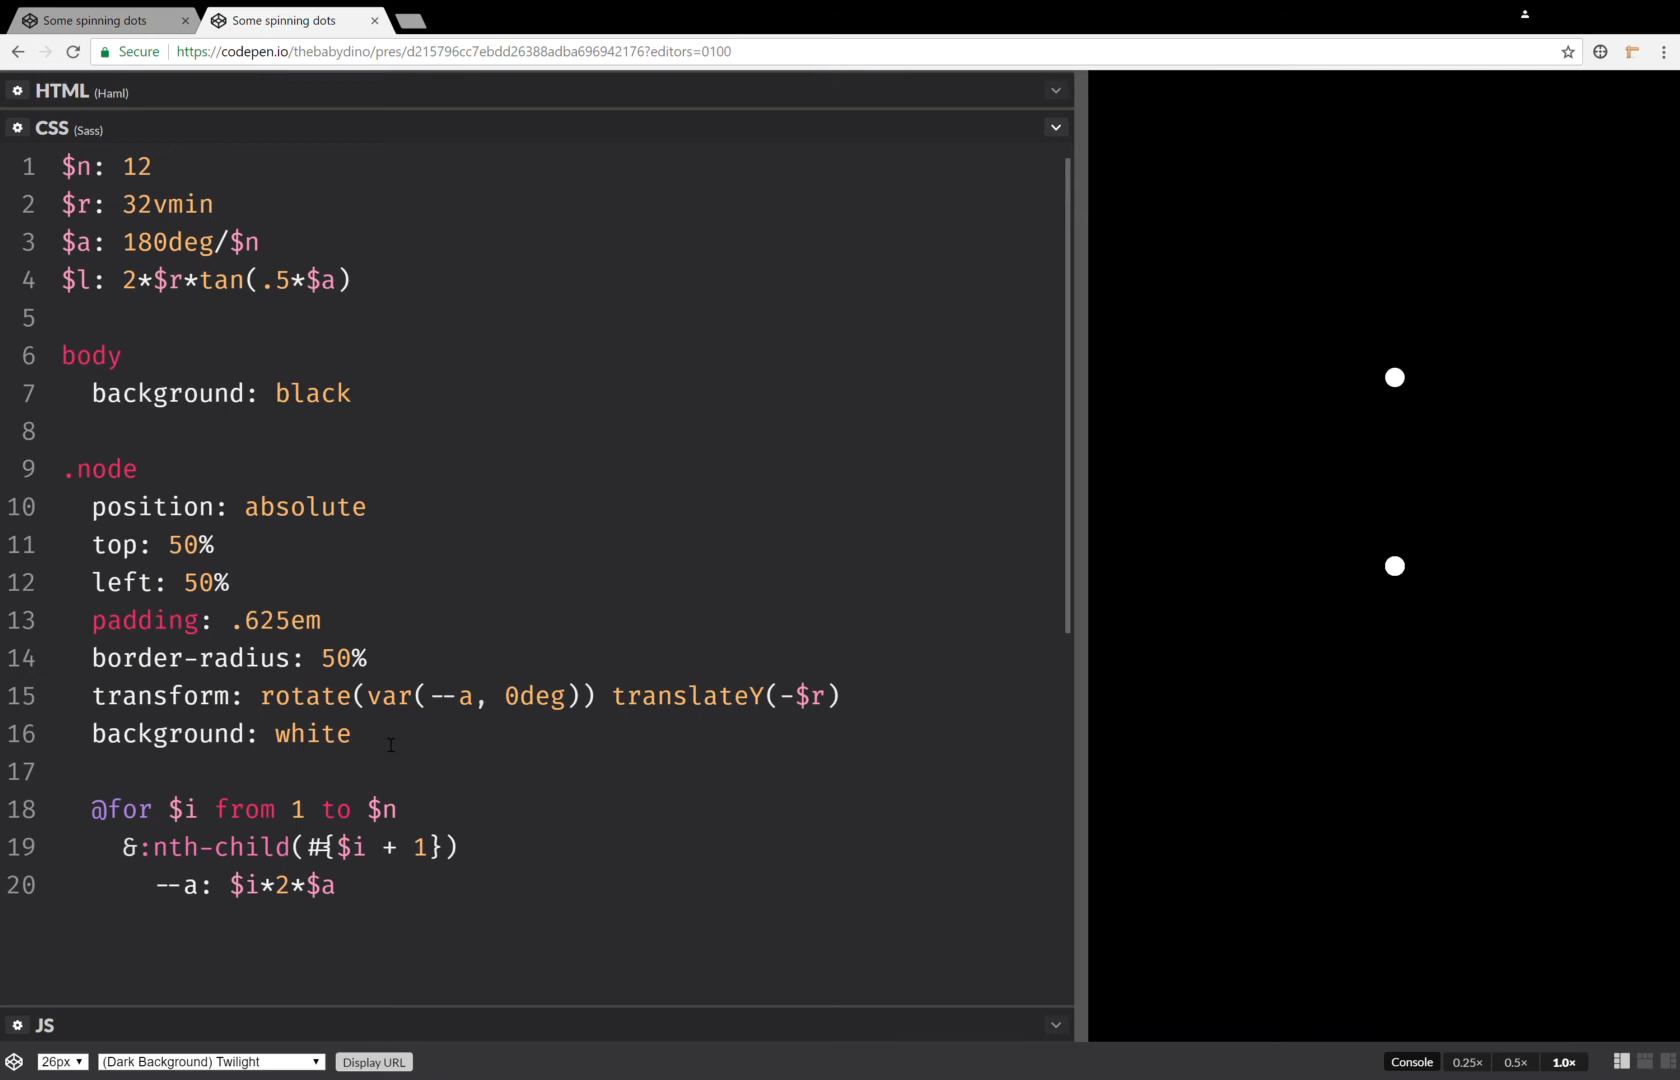 Some spinning dots
Some spinning dots
Secure
https://codepen.io/thebabydino/pres/d215796cc7ebdd26388adba696942176?editors=0100
HTML (Haml)
CSS (Sass)
1 $n: 12
2 $r: 32vmin
3 $a: 180deg/$n
4 $l: 2*$r*tan(.5*$a)
5
6 body
7 background: black
8
9 .node
10 position: absolute
11 top: 50%
12 left: 50%
13 padding: .625em
14 border-radius: 50%
15 transform: rotate(var(--a, 0deg)) translateY(-$r)
16 background: white
17
18 @for $i from 1 to $n
19 &:nth-child(#{$i + 1})
20 --a: $i*2*$a
JS
26px
(Dark Background) Twilight
Display URL
Console
0.25×
0.5×
1.0×